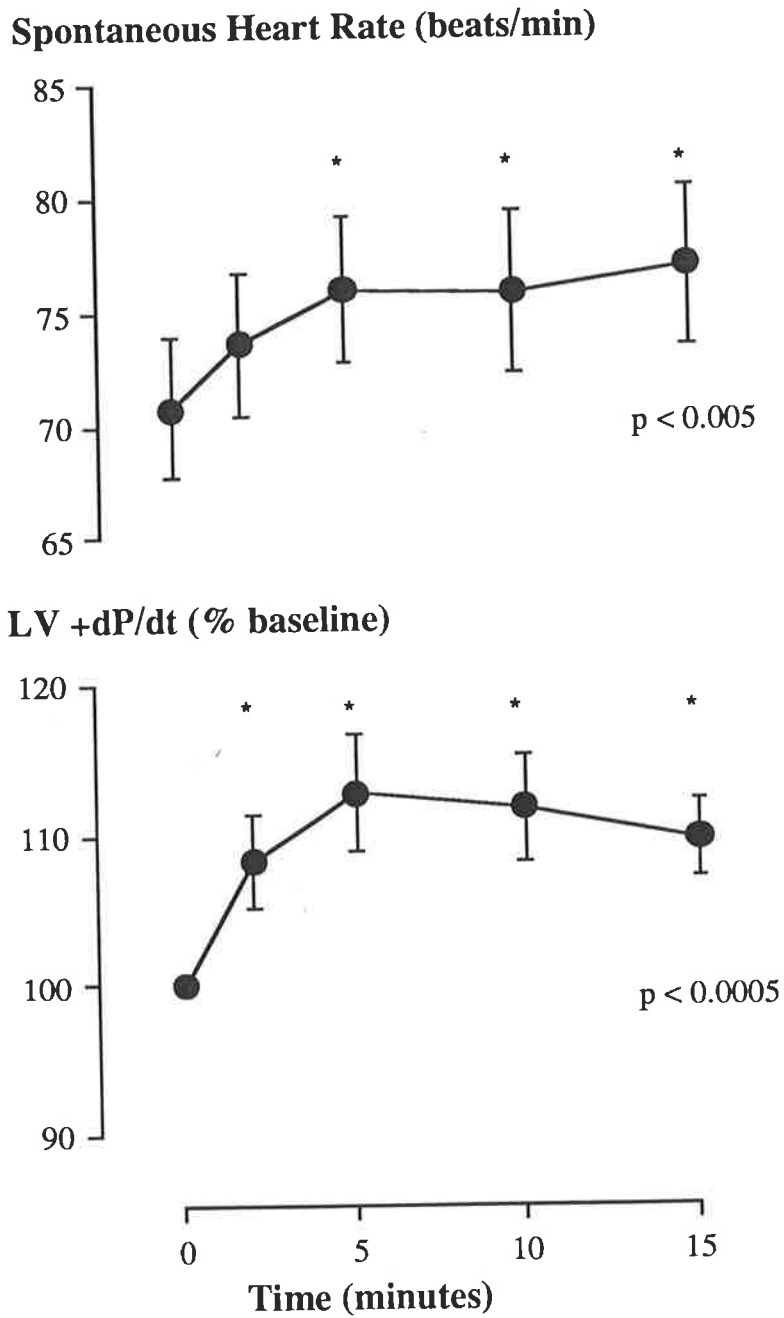 Spontaneous Heart Rate (beats/min)
85
* * *
80
75
70
p < 0.005
65
LV +dP/dt (% baseline)
120
* * * *
110
100
p < 0.0005
90
0 5 10 15
Time (minutes)